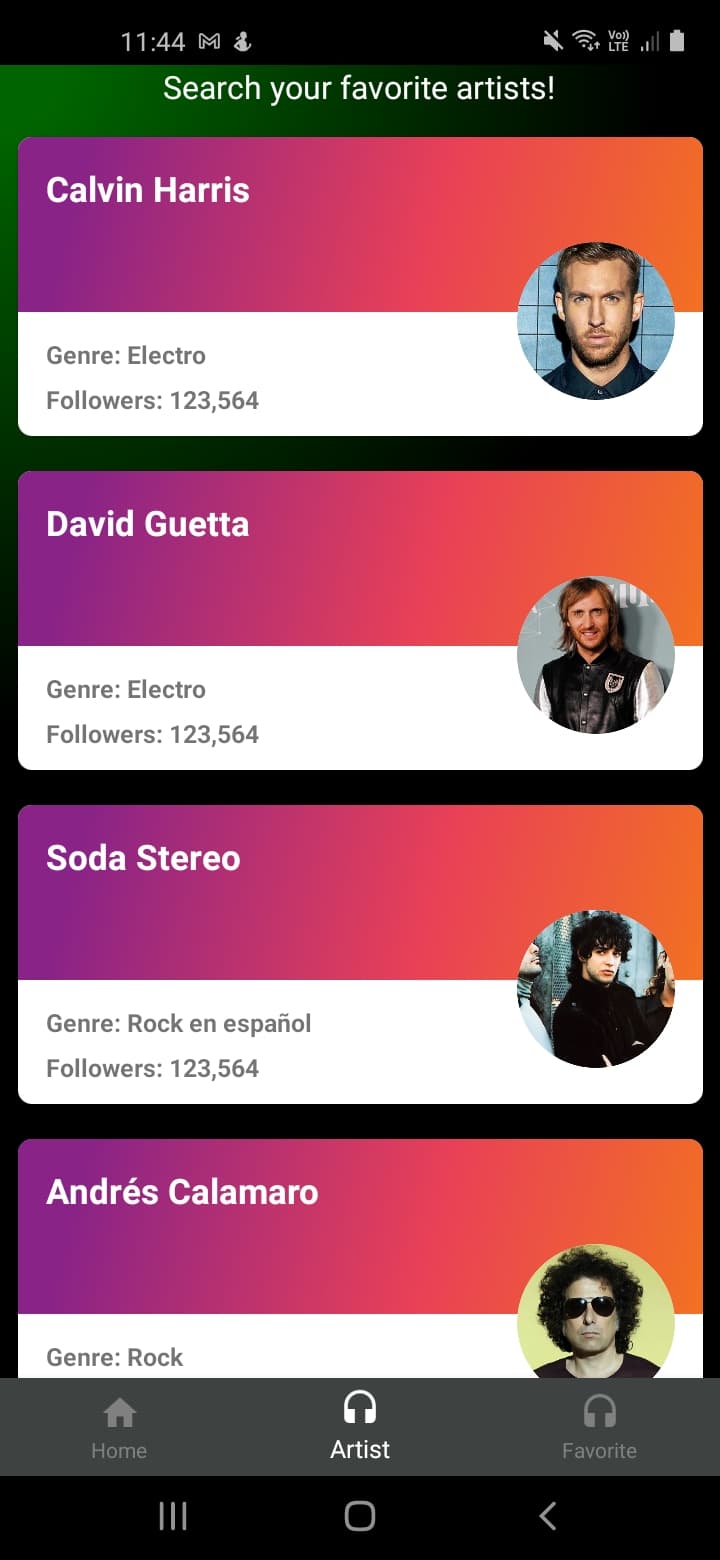 11:44
Vo))
LTE
Search your favorite artists!
Calvin Harris
Genre: Electro
Followers: 123,564
David Guetta
Genre: Electro
Followers: 123,564
Soda Stereo
Genre: Rock en español
Followers: 123,564
Andrés Calamaro
Genre: Rock
Home
Artist
Favorite